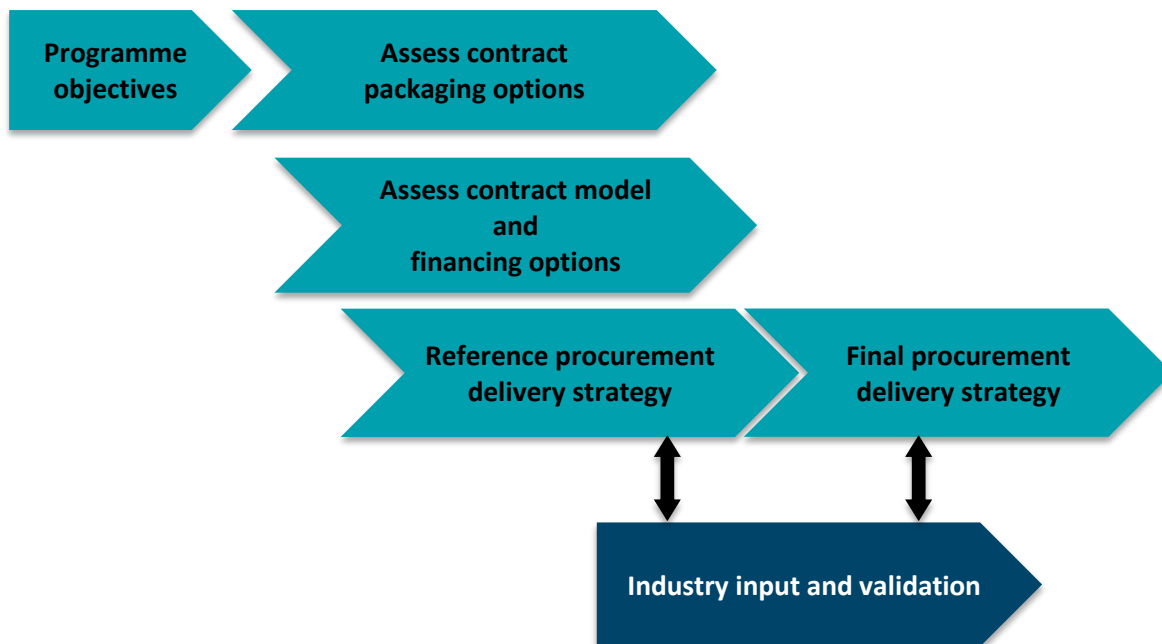 Programme
objectives
Assess contract
packaging options
Assess contract model
and
financing options
Reference procurement
delivery strategy
Final procurement
delivery strategy
Industry input and validation